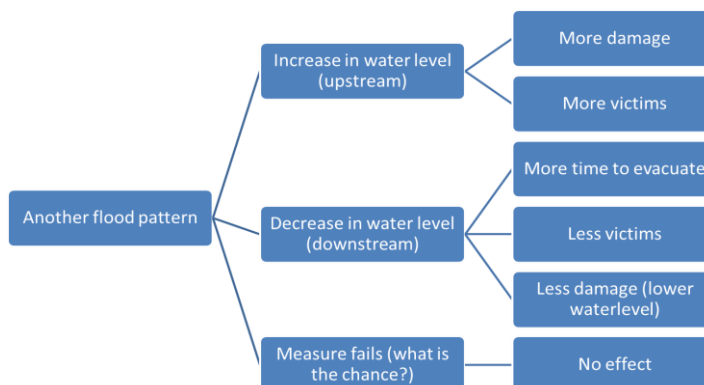 Another flood pattern
Increase in water level
(upstream)
More damage
More victims
Decrease in water level
(downstream)
More time to evacuate
Less victims
Less damage (lower
waterlevel)
Measure fails (what is
the chance?)
No effect